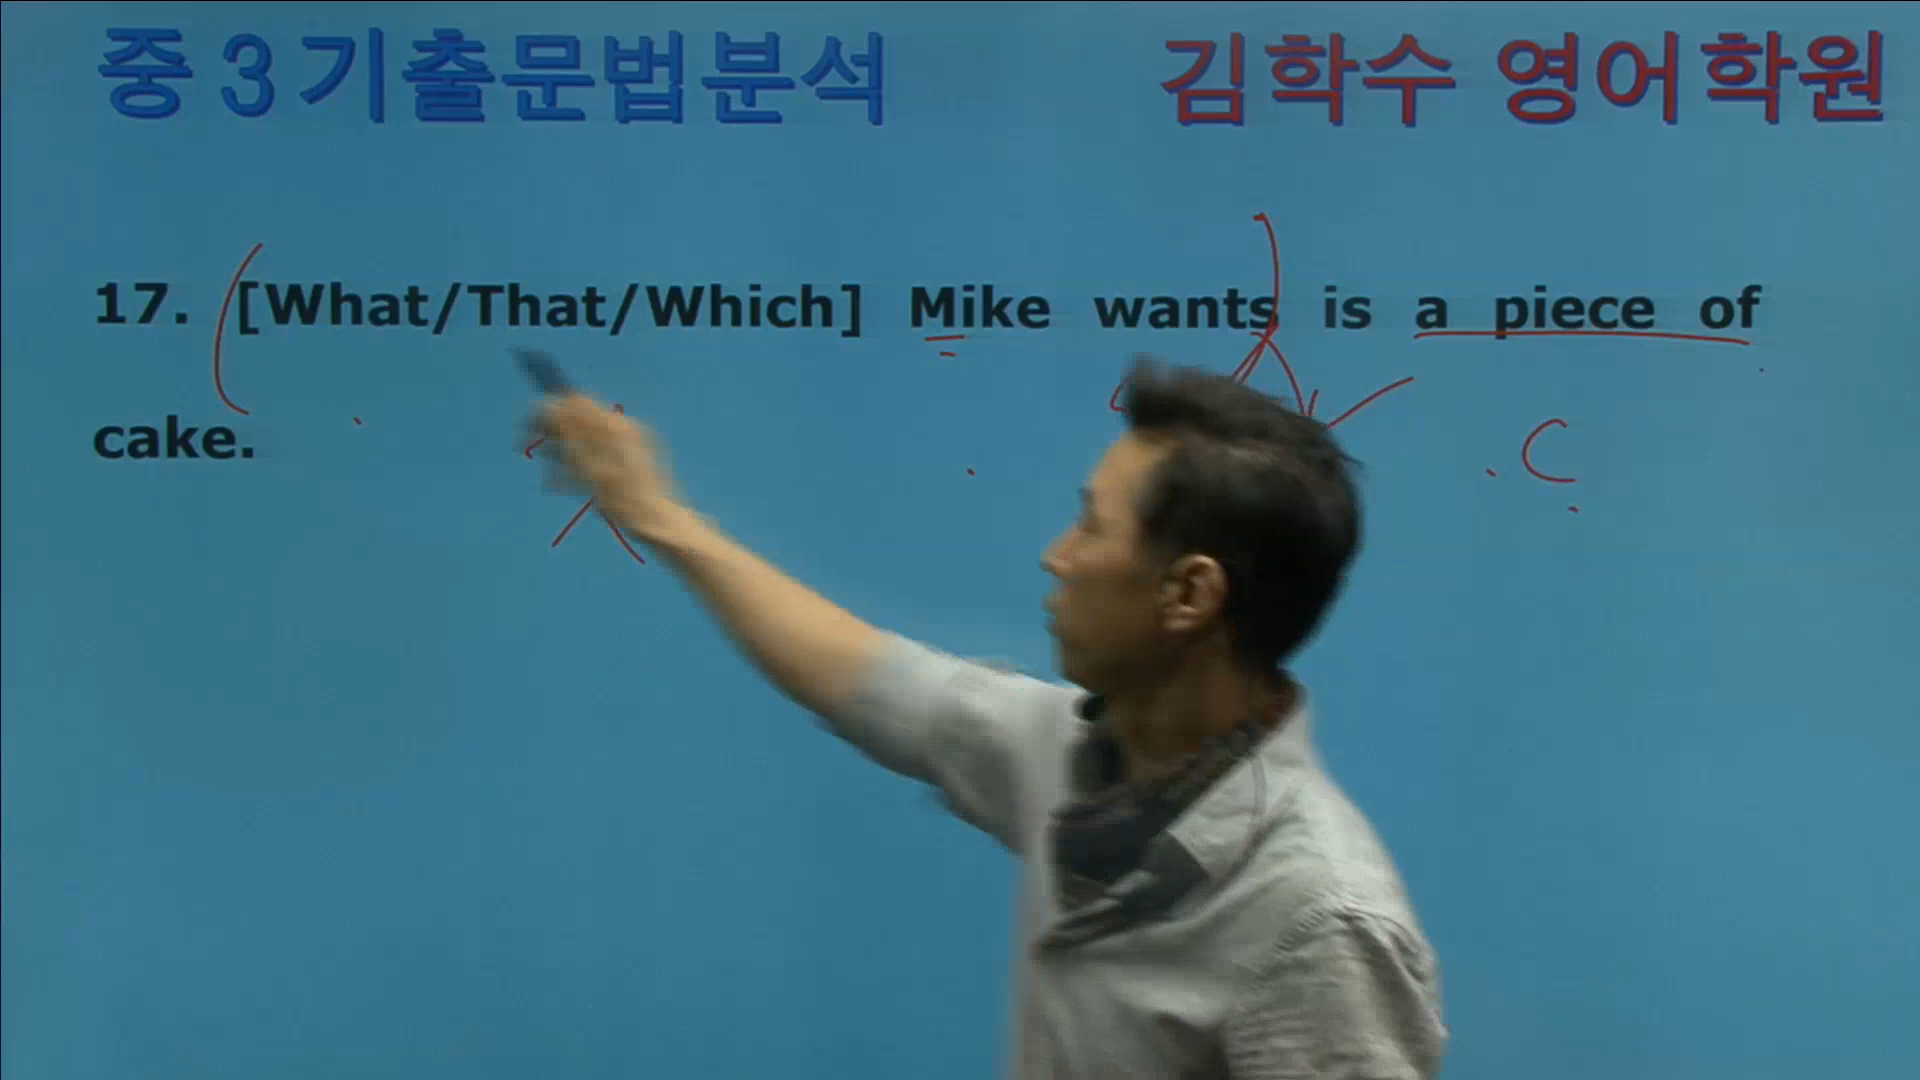 중3기출문법분석 김학수 영어학원
17. [What/That/Which] Mike wants is a piece of
cake.
C